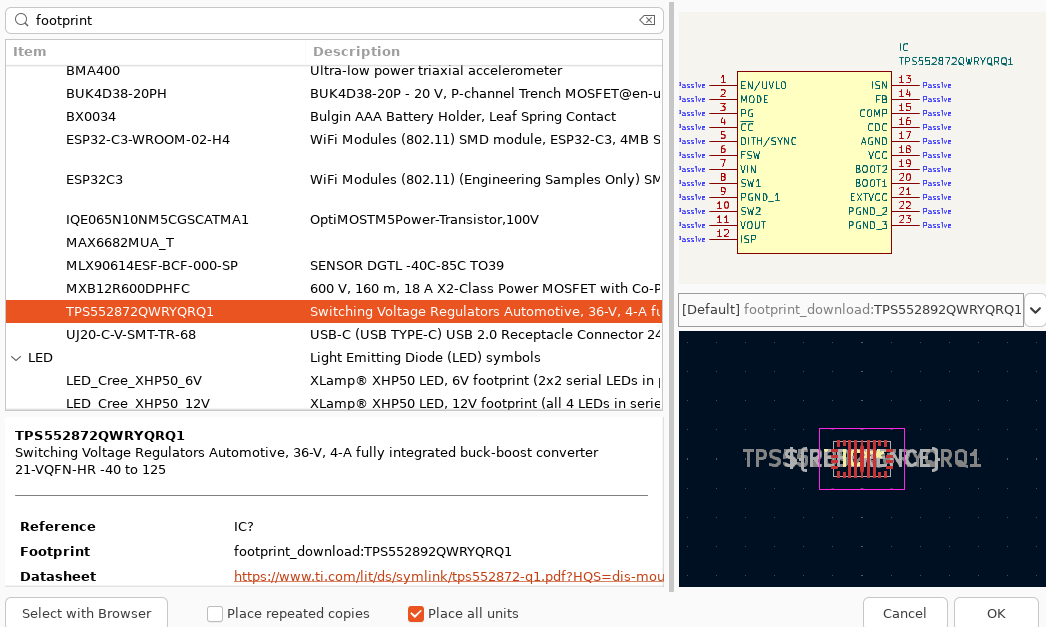 footprint
Item Description
BMA400 Ultra-low power triaxial accelerometer
BUK4D38-20PH BUK4D38-20P - 20 V, P-channel Trench MOSFET@en-u
BX0034 Bulgin AAA Battery Holder, Leaf Spring Contact
ESP32-C3-WROOM-02-H4 WiFi Modules (802.11) SMD module, ESP32-C3, 4MB S
ESP32C3 WiFi Modules (802.11) (Engineering Samples Only) SM
IQE065N10NM5CGSCATMA1 OptiMOSTM5Power-Transistor,100V
MAX6682MUA_T
MLX90614ESF-BCF-000-SP SENSOR DGTL -40C-85C TO39
MXB12R600DPHFC 600 V, 160 m, 18 A X2-Class Power MOSFET with Co-P
TPS552872QWRYQRQ1 Switching Voltage Regulators Automotive, 36-V, 4-A fu
UJ20-C-V-SMT-TR-68 USB-C (USB TYPE-C) USB 2.0 Receptacle Connector 24
LED Light Emitting Diode (LED) symbols
LED_Cree_XHP50_6V XLamp® XHP50 LED, 6V footprint (2x2 serial LEDs in p
LED_Cree_XHP50_12V XLamp® XHP50 LED, 12V footprint (all 4 LEDs in serie
TPS552872QWRYQRQ1
Switching Voltage Regulators Automotive, 36-V, 4-A fully integrated buck-boost converter
21-VQFN-HR -40 to 125
Reference IC?
Footprint footprint_download:TPS552892QWRYQRQ1
Datasheet https://www.ti.com/lit/ds/symlink/tps552872-q1.pdf?HQS=dis-mou
Select with Browser Place repeated copies Place all units Cancel OK
IC
TPS552872QWRYQRQ1
Passive 1 EN/UVLO ISN 13 Passive
Passive 2 MODE FB 14 Passive
Passive 3 PG COMP 15 Passive
Passive 4 CC CDC 16 Passive
Passive 5 DITH/SYNC AGND 17 Passive
Passive 6 FSW VCC 18 Passive
Passive 7 VIN BOOT2 19 Passive
Passive 8 SW1 BOOT1 20 Passive
Passive 9 PGND_1 EXTVCC 21 Passive
Passive 10 SW2 PGND_2 22 Passive
Passive 11 VOUT PGND_3 23 Passive
Passive 12 ISP
[Default] footprint_download:TPS552892QWRYQRQ1